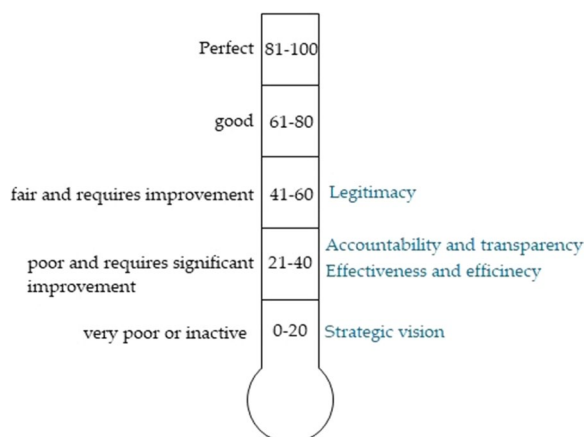 Perfect 81-100
good 61-80
fair and requires improvement 41-60 Legitimacy
Accountability and transparency
poor and requires significant 21-40 Effectiveness and efficinecy
improvement
very poor or inactive 0-20 Strategic vision